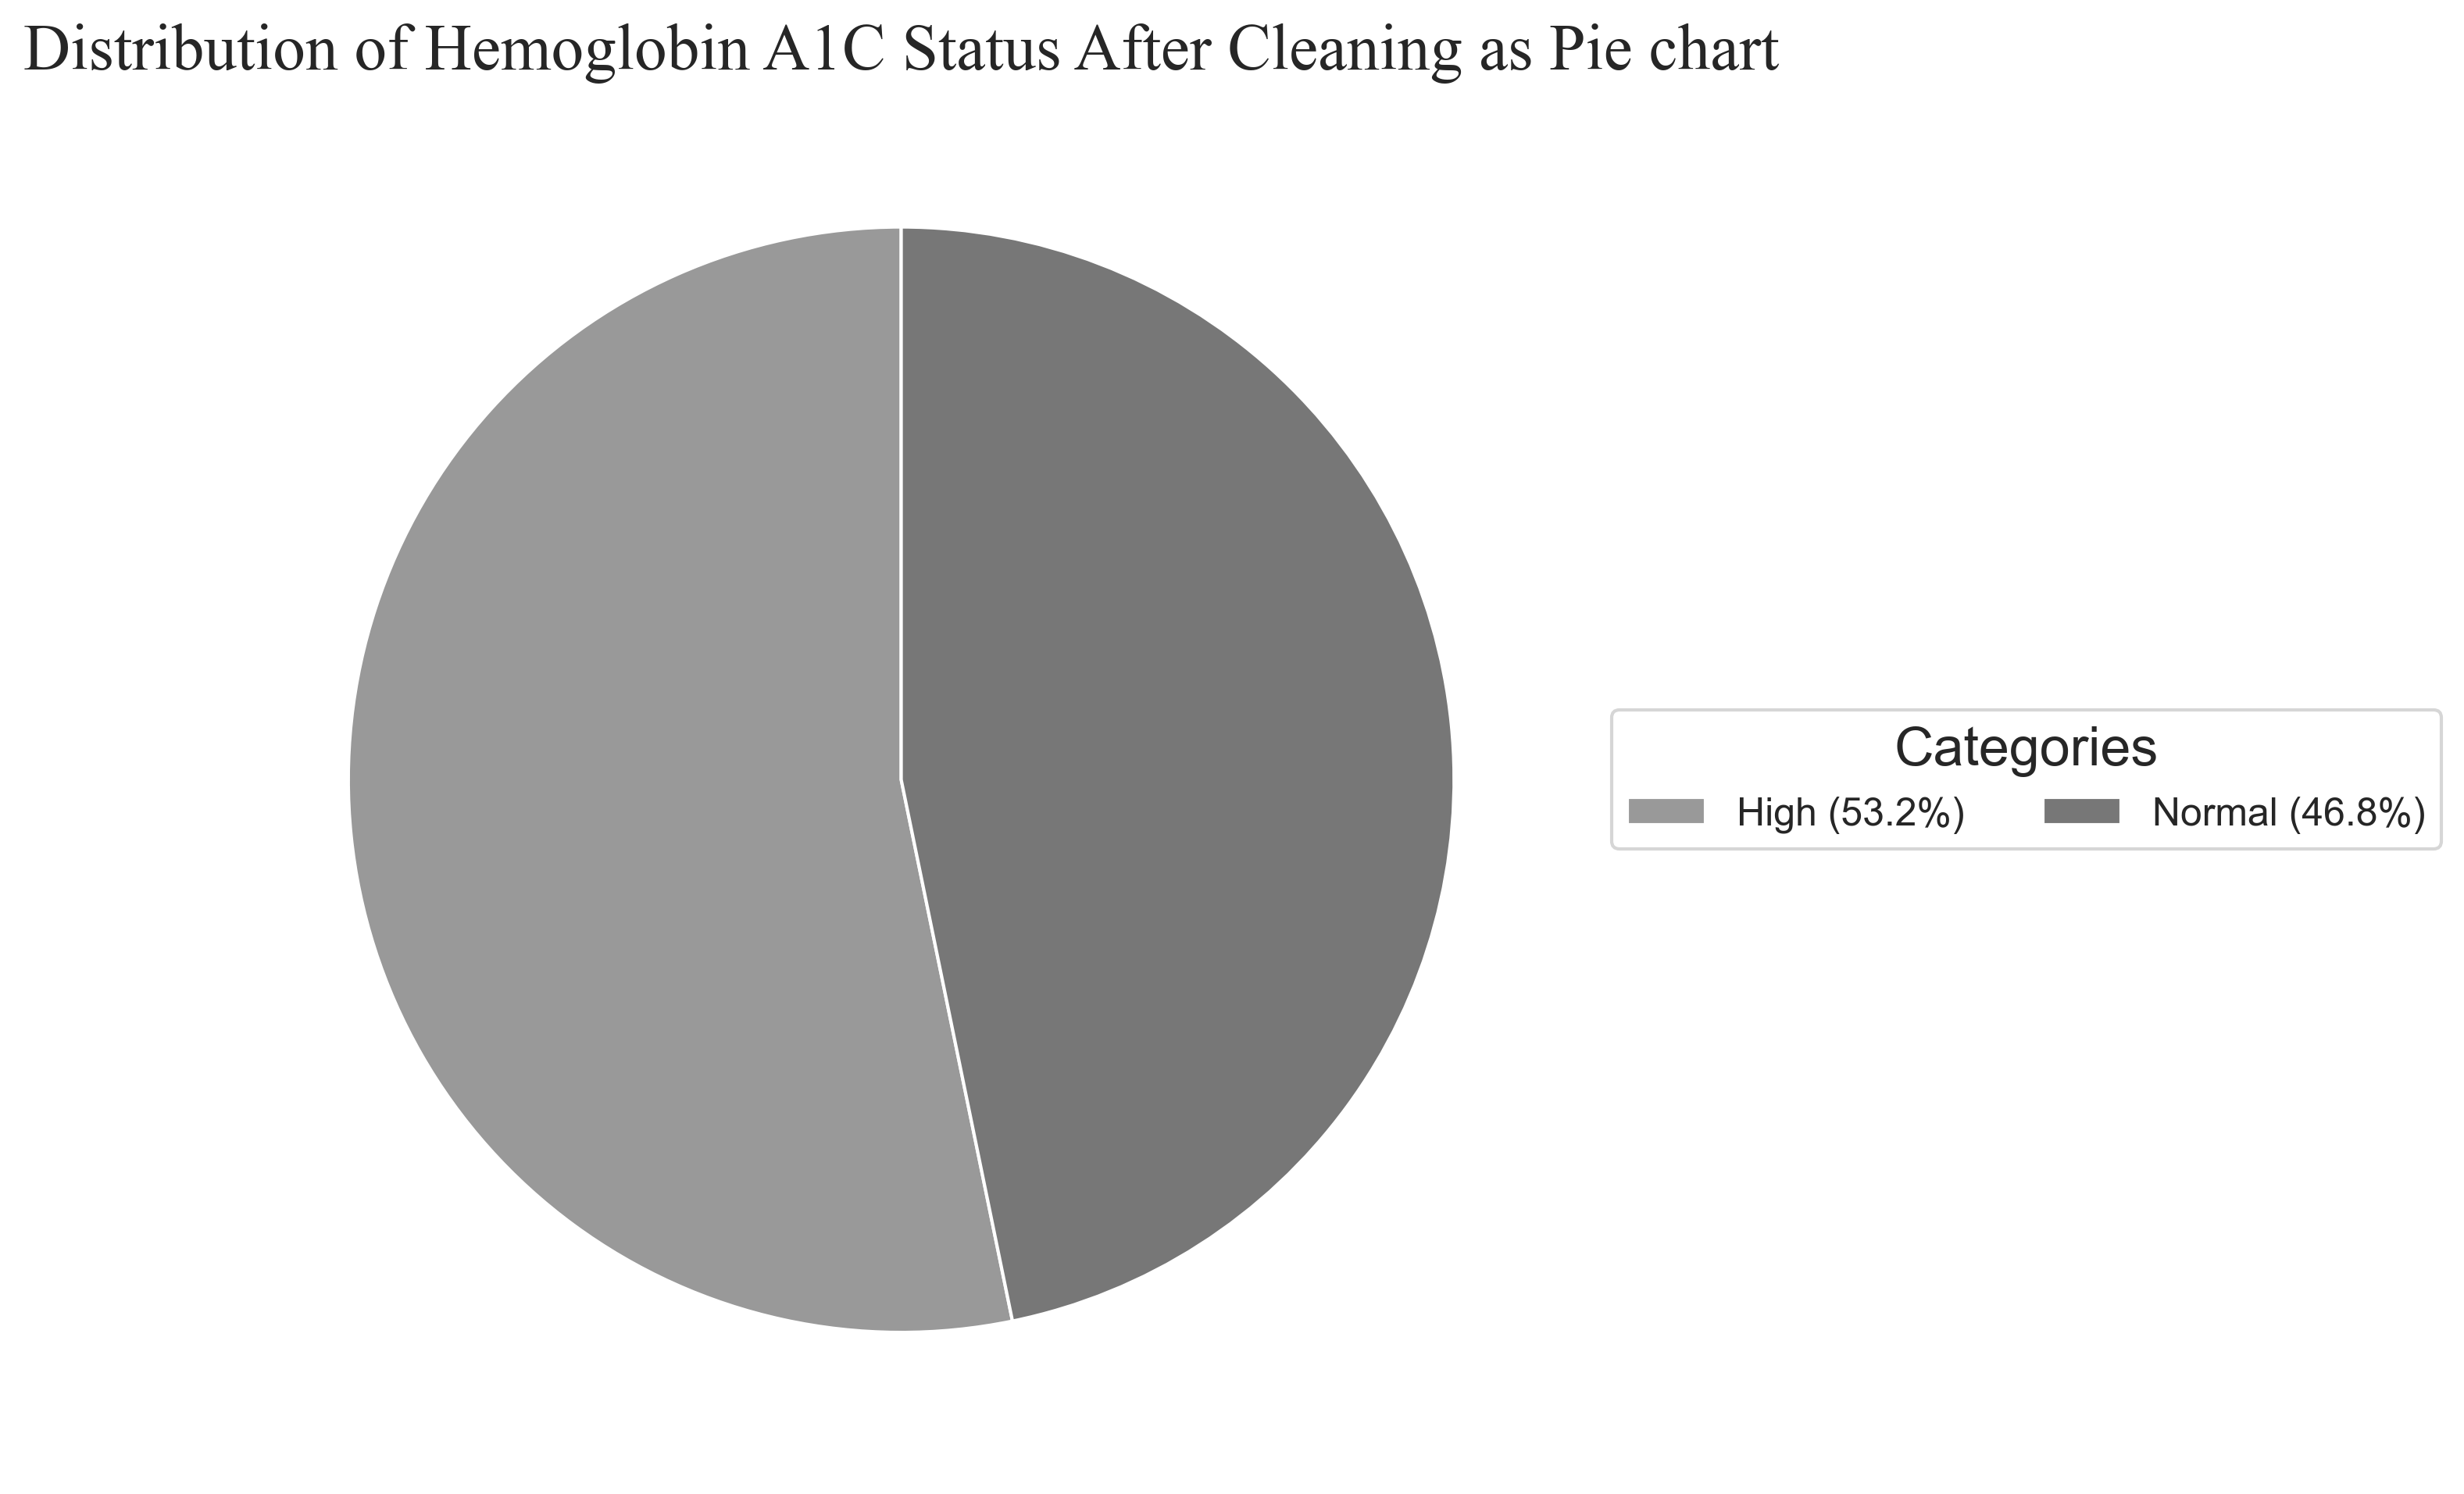 Distribution of Hemoglobin A1C Status After Cleaning as Pie chart
Categories
High (53.2%) Normal (46.8%)